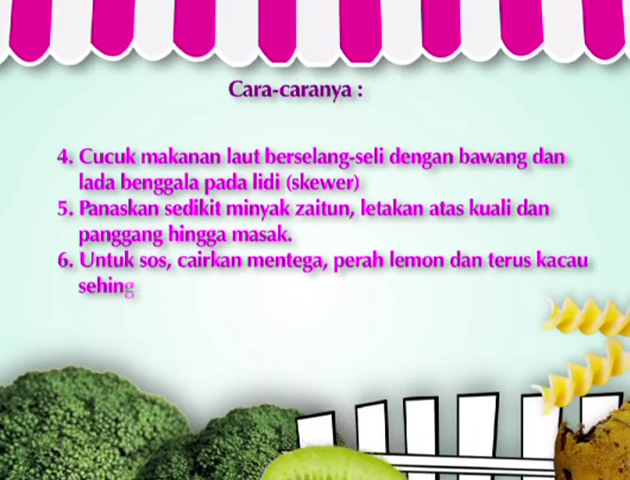 Cara-caranya :
4. Cucuk makanan laut berselang-seli dengan bawang dan
lada benggala pada lidi (skewer)
5. Panaskan sedikit minyak zaitun, letakan atas kuali dan
panggang hingga masak.
6. Untuk sos, cairkan mentega, perah lemon dan terus kacau
sehing